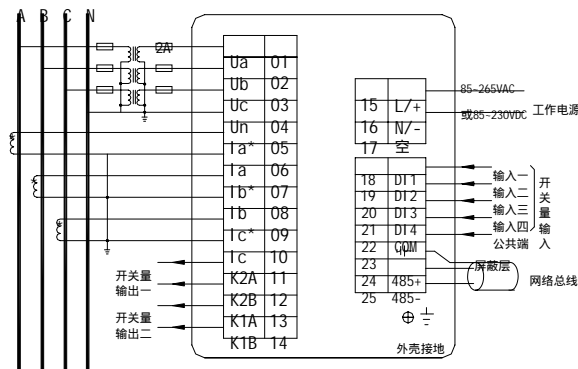 A B C N
2A
Ua 01
Ub 02
Uc 03
Un 04
Ia* 05
Ia 06
Ib* 07
Ib 08
Ic* 09
Ic 10
K2A 11
K2B 12
K1A 13
K1B 14
开关量
输出一
开关量
输出二
15 L/+
16 N/-
17 空
85~265VAC
或85~230VDC
工作电源
18 DI1
19 DI2
20 DI3
21 DI4
22 COM
23
24 485+
25 485-
输入一
输入二
输入三
输入四
公共端
开关量输入
屏蔽层
网络总线
外壳接地